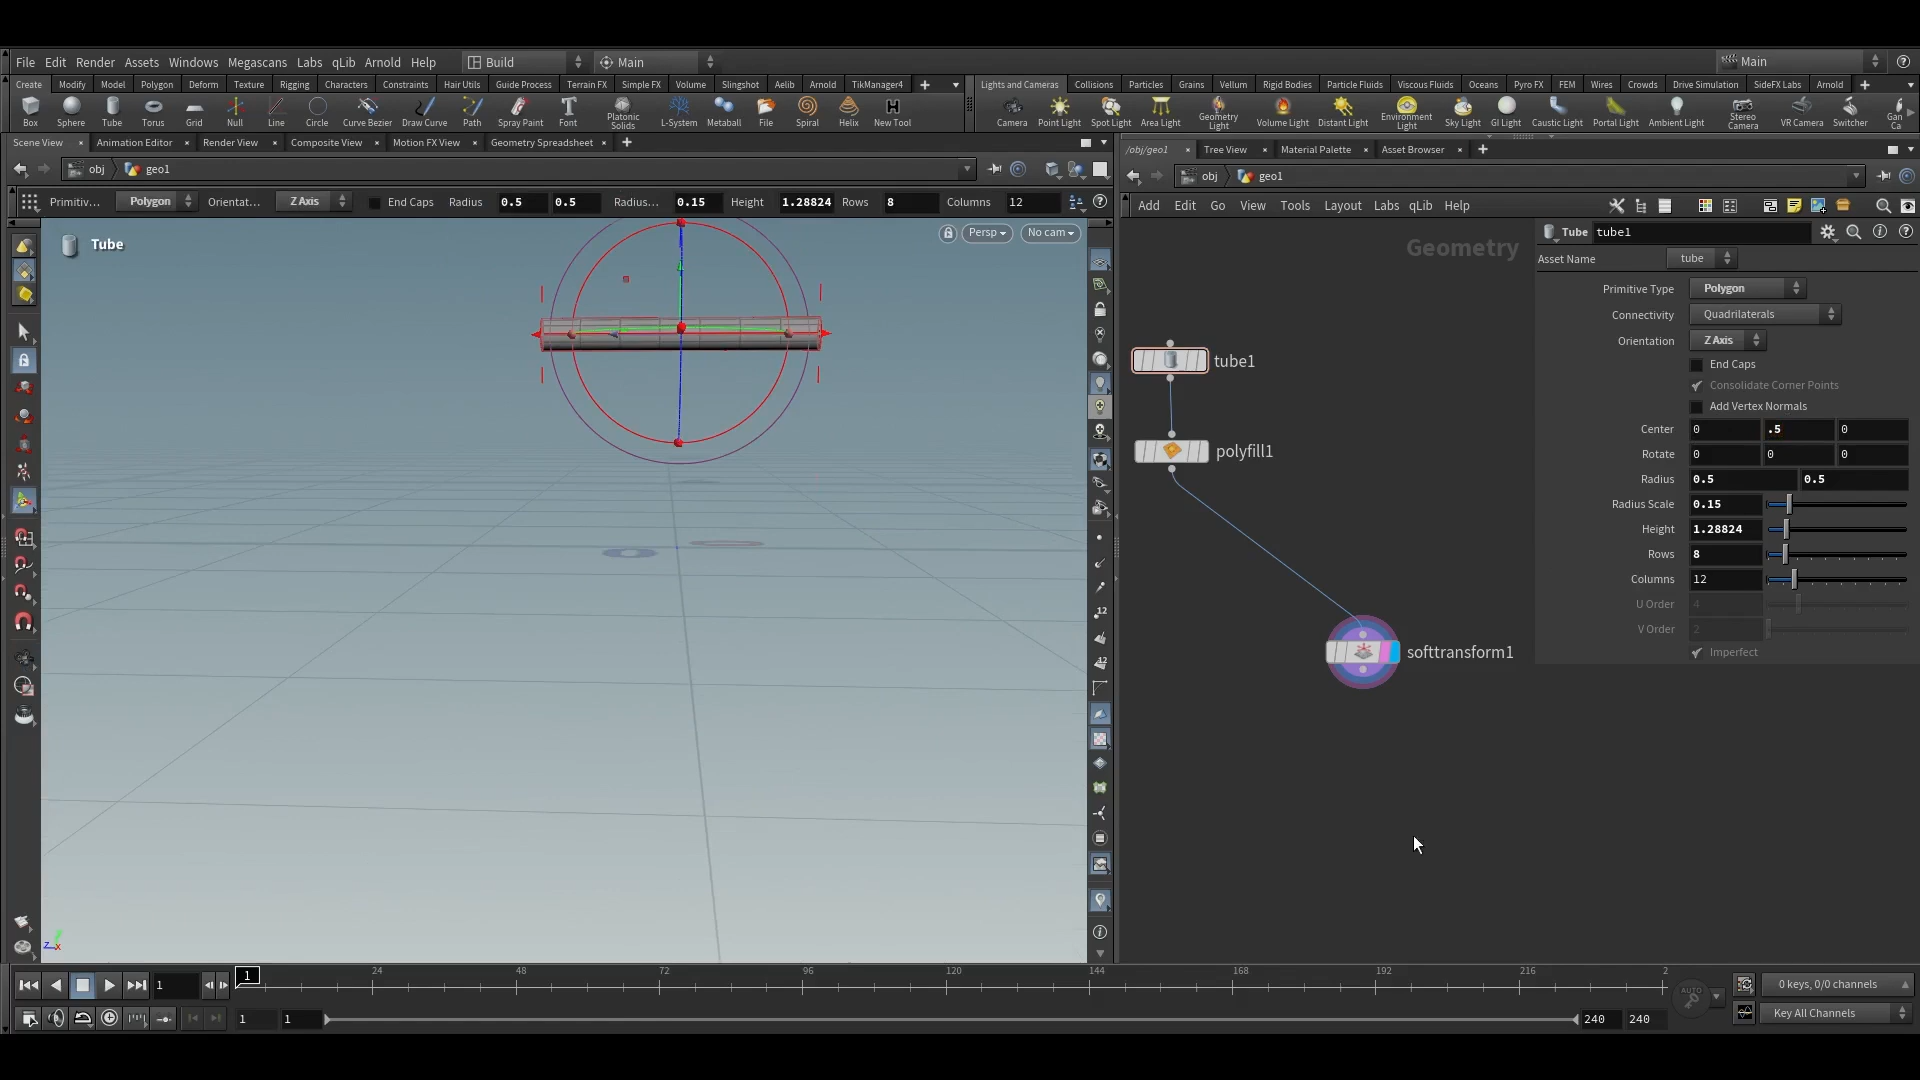 File Edit Render Assets Windows Megascans Labs qLib Arnold Help Build Main Main
Create Modify Model Polygon Deform Texture Rigging Characters Constraints Hair Utils Guide Process Terrain FX Simple FX Volume Slingshot Aelib Arnold TikManager4
Lights and Cameras Collisions Particles Grains Vellum Rigid Bodies Particle Fluids Viscous Fluids Oceans Pyro FX FEM Wires Crowds Drive Simulation SideFX Labs Arnold
Box Sphere Tube Torus Grid Null Line Circle Curve Bezier Draw Curve Path Spray Paint Font Platonic Solids L-System Metaball File Spiral Helix New Tool
Camera Point Light Spot Light Area Light Geometry Light Volume Light Distant Light Environment Light Sky Light GI Light Caustic Light Portal Light Ambient Light Stereo Camera VR Camera Switcher Gan Ca
Scene View Animation Editor Render View Composite View Motion FX View Geometry Spreadsheet
/obj/geo1 Tree View Material Palette Asset Browser
obj geo1
obj geo1
Primitiv... Polygon Orientat... Z Axis End Caps Radius 0.5 0.5 Radius... 0.15 Height 1.28824 Rows 8 Columns 12
Add Edit Go View Tools Layout Labs qLib Help
Tube
Persp No cam
Geometry
tube1
polyfill1
softtransform1
Tube tube1
Asset Name tube
Primitive Type Polygon
Connectivity Quadrilaterals
Orientation Z Axis
End Caps
Consolidate Corner Points
Add Vertex Normals
Center 0 .5 0
Rotate 0 0 0
Radius 0.5 0.5
Radius Scale 0.15
Height 1.28824
Rows 8
Columns 12
U Order 4
V Order 2
Imperfect
12
12
z x
1 1 24 48 72 96 120 144 168 192 216 2
AUTO
0 keys, 0/0 channels
1 1 240 240
Key All Channels